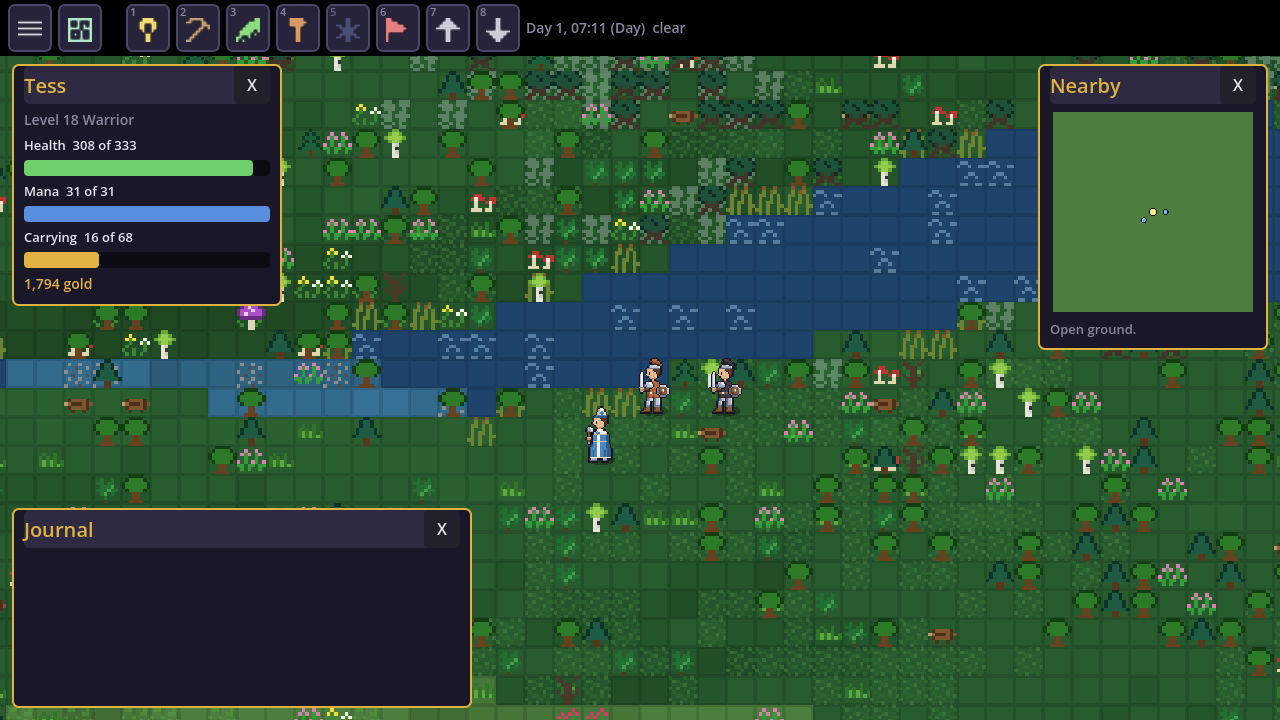 1 2 3 4 5 6 7 8 Day 1, 07:11 (Day) clear
Tess X
Level 18 Warrior
Health 308 of 333
Mana 31 of 31
Carrying 16 of 68
1,794 gold
Nearby X
Open ground.
Journal X